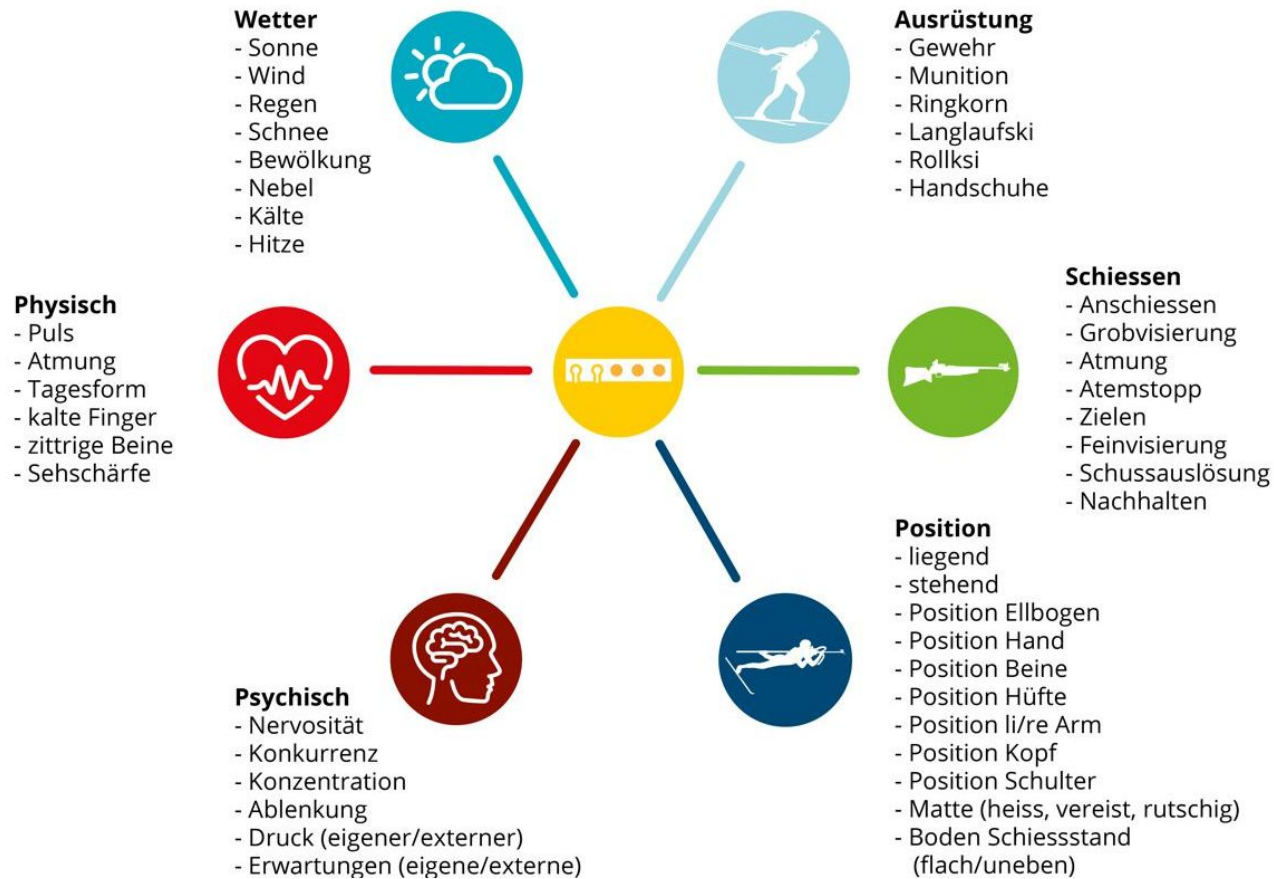 Wetter
- Sonne
- Wind
- Regen
- Schnee
- Bewölkung
- Nebel
- Kälte
- Hitze
Ausrüstung
- Gewehr
- Munition
- Ringkorn
- Langlaufski
- Rollksi
- Handschuhe
Physisch
- Puls
- Atmung
- Tagesform
- kalte Finger
- zittrige Beine
- Sehschärfe
Schiessen
- Anschiessen
- Grobvisierung
- Atmung
- Atemstopp
- Zielen
- Feinvisierung
- Schussauslösung
- Nachhalten
Psychisch
- Nervosität
- Konkurrenz
- Konzentration
- Ablenkung
- Druck (eigener/externer)
- Erwartungen (eigene/externe)
Position
- liegend
- stehend
- Position Ellbogen
- Position Hand
- Position Beine
- Position Hüfte
- Position li/re Arm
- Position Kopf
- Position Schulter
- Matte (heiss, vereist, rutschig)
- Boden Schiessstand
(flach/uneben)